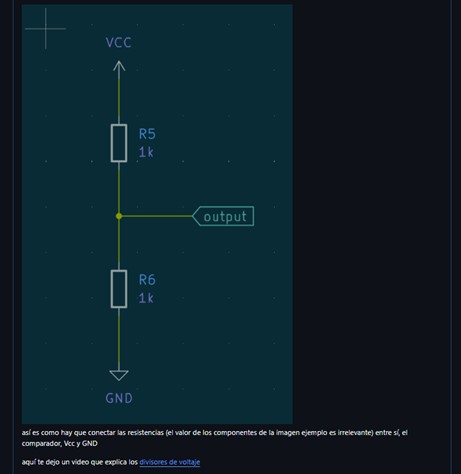 VCC
R5
1k
output
R6
1k
GND
así es como hay que conectar las resistencias (el valor de los componentes de la imagen ejemplo es irrelevante) entre sí, el
comparador, Vcc y GND
aquí te dejo un video que explica los divisores de voltaje